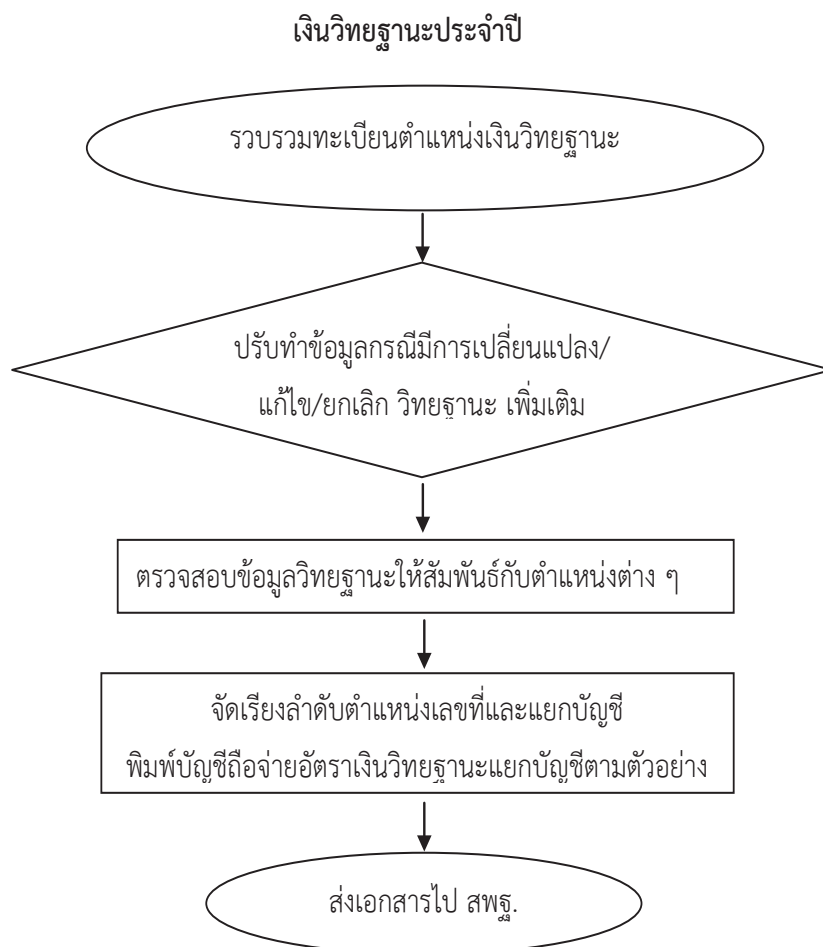 เงินวิทยฐานะประจำปี
รวบรวมทะเบียนตำแหน่งเงินวิทยฐานะ
ปรับทำข้อมูลกรณีมีการเปลี่ยนแปลง/
แก้ไข/ยกเลิก วิทยฐานะ เพิ่มเติม
ตรวจสอบข้อมูลวิทยฐานะให้สัมพันธ์กับตำแหน่งต่าง ๆ
จัดเรียงลำดับตำแหน่งเลขที่และแยกบัญชี
พิมพ์บัญชีถือจ่ายอัตราเงินวิทยฐานะแยกบัญชีตามตัวอย่าง
ส่งเอกสารไป สพฐ.